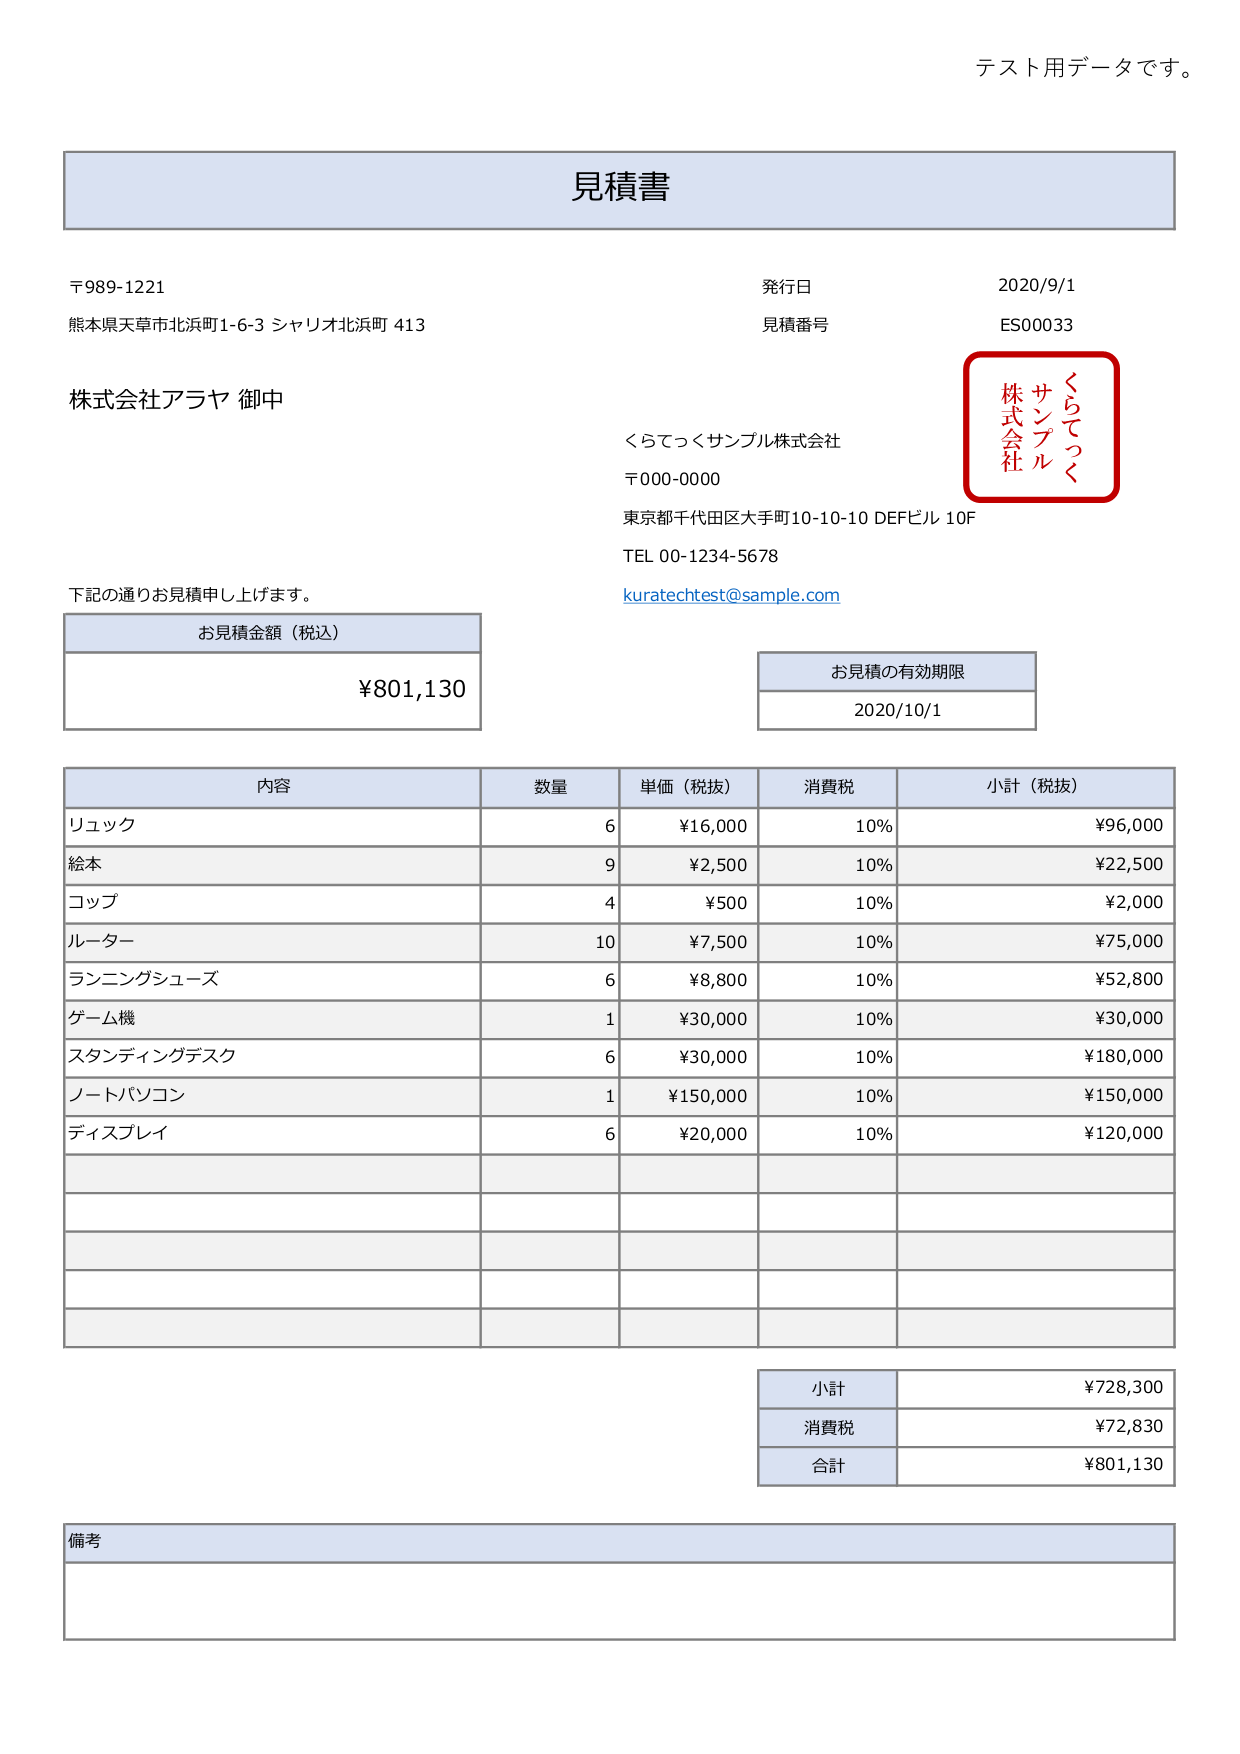 テスト用データです。
見積書
〒989-1221
発行日 2020/9/1
熊本県天草市北浜町1-6-3 シャリオ北浜町 413
見積番号 ES00033
株式会社アラヤ 御中
くらてっく
サンプル
株式会社
くらてっくサンプル株式会社
〒000-0000
東京都千代田区大手町10-10-10 DEFビル 10F
TEL 00-1234-5678
kuratechtest@sample.com
下記の通りお見積申し上げます。
お見積金額（税込）
¥801,130
お見積の有効期限
2020/10/1
内容 数量 単価（税抜） 消費税 小計（税抜）
リュック 6 ¥16,000 10% ¥96,000
絵本 9 ¥2,500 10% ¥22,500
コップ 4 ¥500 10% ¥2,000
ルーター 10 ¥7,500 10% ¥75,000
ランニングシューズ 6 ¥8,800 10% ¥52,800
ゲーム機 1 ¥30,000 10% ¥30,000
スタンディングデスク 6 ¥30,000 10% ¥180,000
ノートパソコン 1 ¥150,000 10% ¥150,000
ディスプレイ 6 ¥20,000 10% ¥120,000
小計 ¥728,300
消費税 ¥72,830
合計 ¥801,130
備考